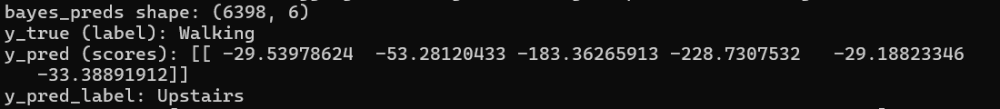 bayes_preds shape: (6398, 6)
y_true (label): Walking
y_pred (scores): [[ -29.53978624  -53.28120433 -183.36265913 -228.7307532   -29.18823346
   -33.38891912]]
y_pred_label: Upstairs